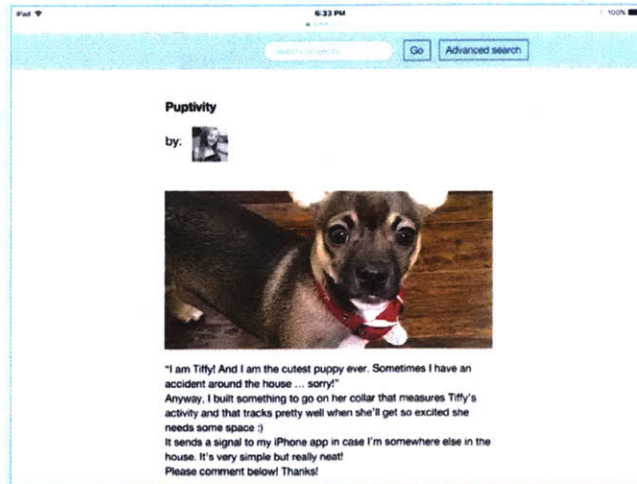 iPad
6:33 PM
100%
Go
Advanced search
Puptivity
by:
“I am Tiffy! And I am the cutest puppy ever. Sometimes I have an
accident around the house ... sorry!”
Anyway, I built something to go on her collar that measures Tiffy’s
activity and that tracks pretty well when she’ll get so excited she
needs some space :)
It sends a signal to my iPhone app in case I’m somewhere else in the
house. It’s very simple but really neat!
Please comment below! Thanks!